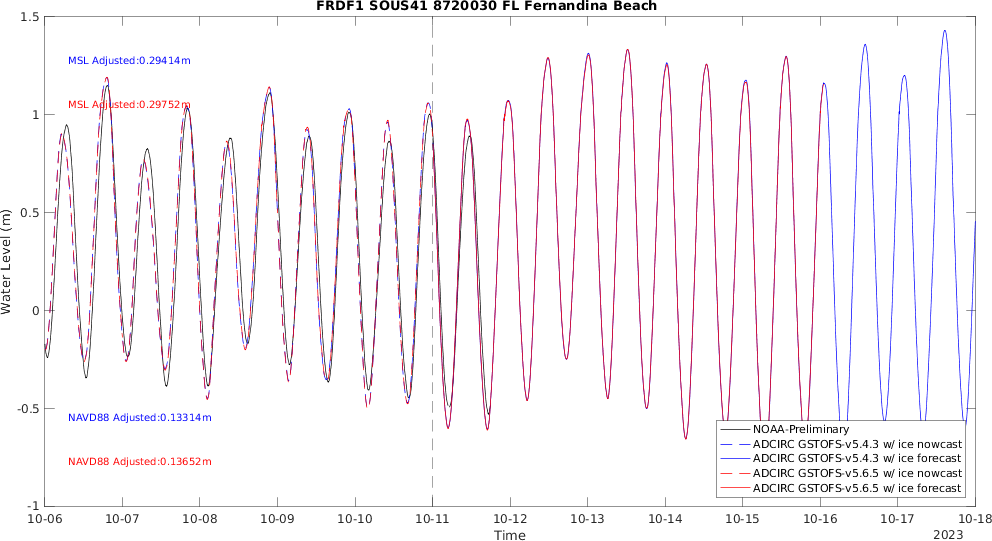 FRDF1 SOUS41 8720030 FL Fernandina Beach
1.5
MSL Adjusted:0.29414m
MSL Adjusted:0.29752m
1
0.5
Water Level (m)
0
-0.5
NAVD88 Adjusted:0.13314m
NAVD88 Adjusted:0.13652m
NOAA-Preliminary
ADCIRC GSTOFS-v5.4.3 w/ ice nowcast
ADCIRC GSTOFS-v5.4.3 w/ ice forecast
ADCIRC GSTOFS-v5.6.5 w/ ice nowcast
ADCIRC GSTOFS-v5.6.5 w/ ice forecast
-1
10-06 10-07 10-08 10-09 10-10 10-11 10-12 10-13 10-14 10-15 10-16 10-17 10-18
Time
2023